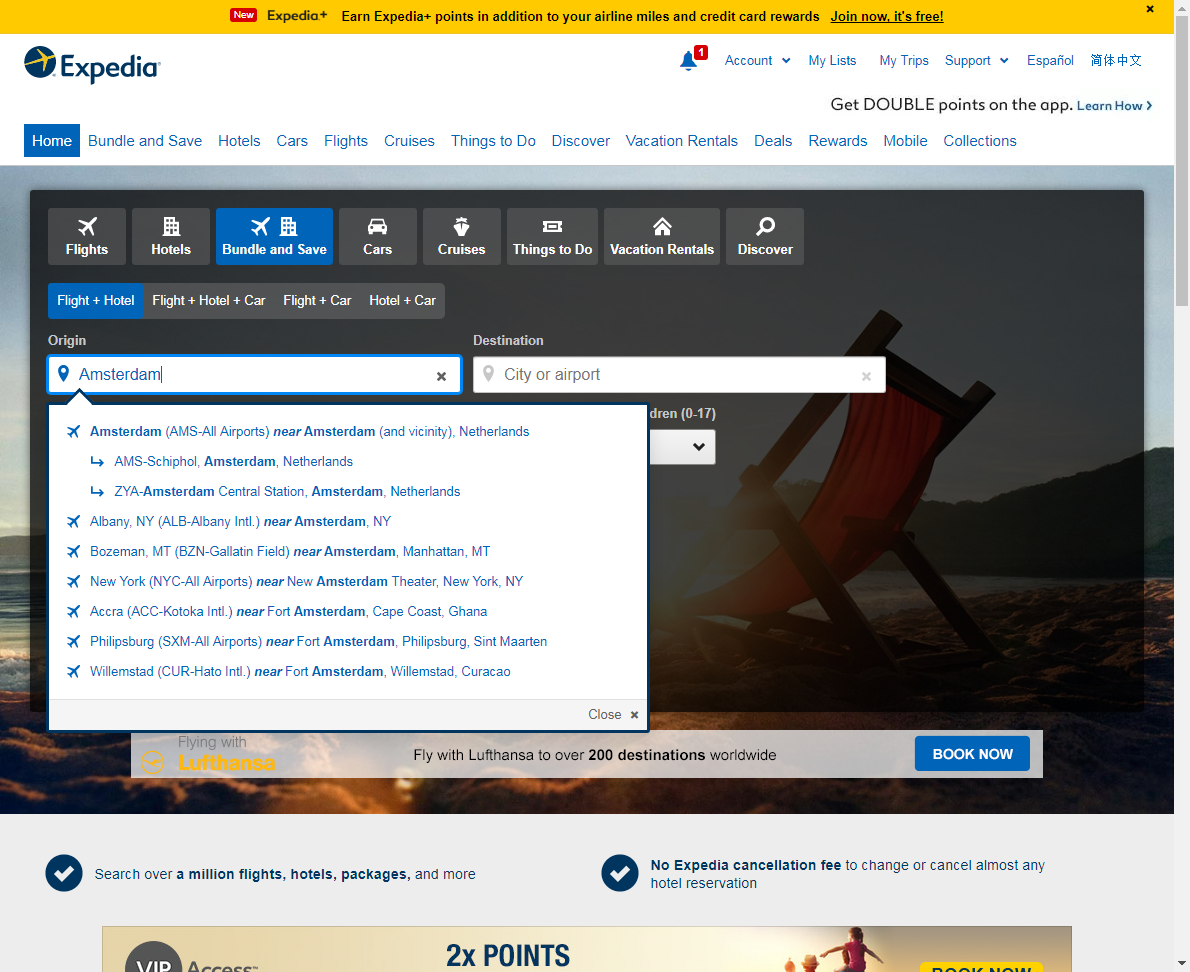 New Expedia+ Earn Expedia+ points in addition to your airline miles and credit card rewards Join now, it's free!
Expedia
1 Account My Lists My Trips Support Español 简体中文
Get DOUBLE points on the app. Learn How
Home Bundle and Save Hotels Cars Flights Cruises Things to Do Discover Vacation Rentals Deals Rewards Mobile Collections
Flights Hotels Bundle and Save Cars Cruises Things to Do Vacation Rentals Discover
Flight + Hotel Flight + Hotel + Car Flight + Car Hotel + Car
Origin Destination
Amsterdam City or airport
dren (0-17)
Amsterdam (AMS-All Airports) near Amsterdam (and vicinity), Netherlands
AMS-Schiphol, Amsterdam, Netherlands
ZYA-Amsterdam Central Station, Amsterdam, Netherlands
Albany, NY (ALB-Albany Intl.) near Amsterdam, NY
Bozeman, MT (BZN-Gallatin Field) near Amsterdam, Manhattan, MT
New York (NYC-All Airports) near New Amsterdam Theater, New York, NY
Accra (ACC-Kotoka Intl.) near Fort Amsterdam, Cape Coast, Ghana
Philipsburg (SXM-All Airports) near Fort Amsterdam, Philipsburg, Sint Maarten
Willemstad (CUR-Hato Intl.) near Fort Amsterdam, Willemstad, Curacao
Close
Flying with
Lufthansa Fly with Lufthansa to over 200 destinations worldwide BOOK NOW
Search over a million flights, hotels, packages, and more
No Expedia cancellation fee to change or cancel almost any
hotel reservation
VIP Access 2x POINTS BOOK NOW